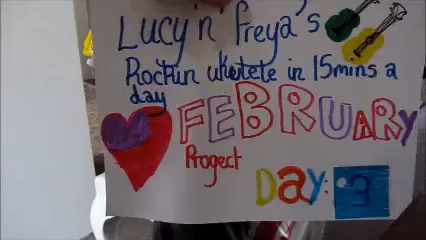 Lucy 'n' Freya's
Rockin ukelele in 15mins a
day
FEBRUARY
Progect
Day: 3